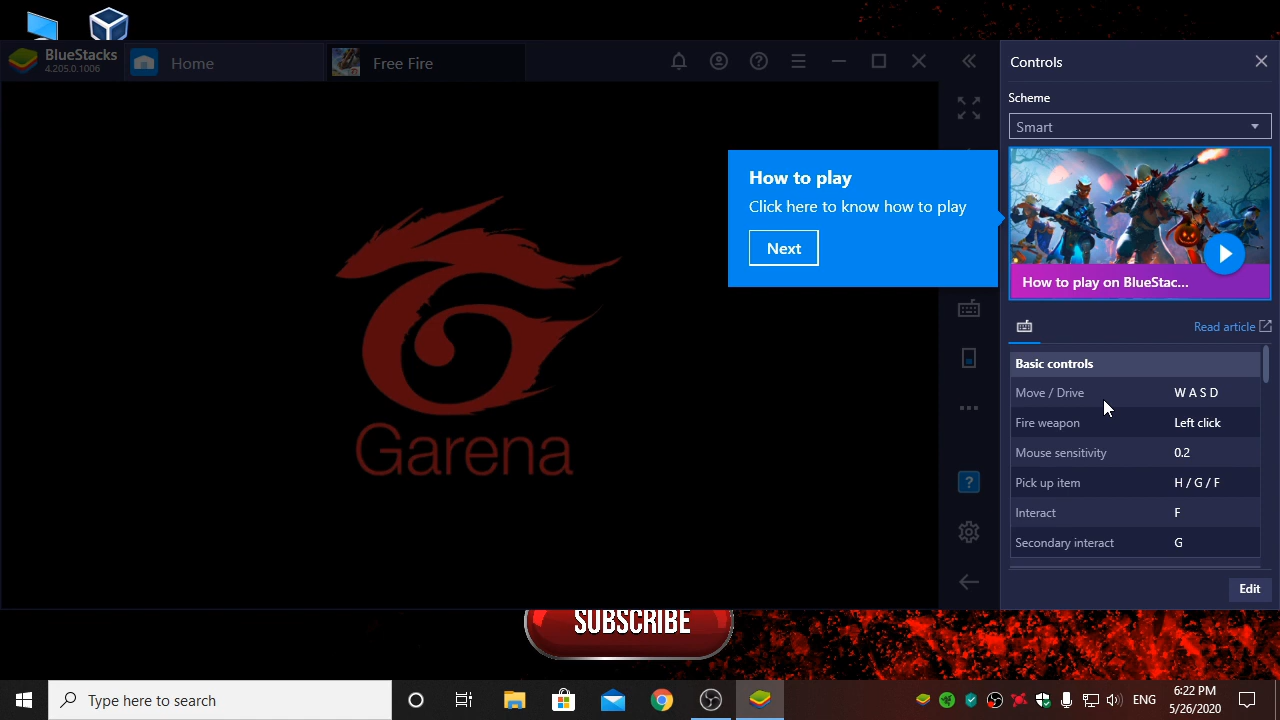 BlueStacks
4.205.0.1006
Home
Free Fire
Controls
Scheme
Smart
How to play
Click here to know how to play
Next
How to play on BlueStac...
Read article
Basic controls
Move / Drive W A S D
Fire weapon Left click
Mouse sensitivity 0.2
Pick up item H / G / F
Interact F
Secondary interact G
Edit
Garena
SUBSCRIBE
Type here to search
ENG
6:22 PM
5/26/2020